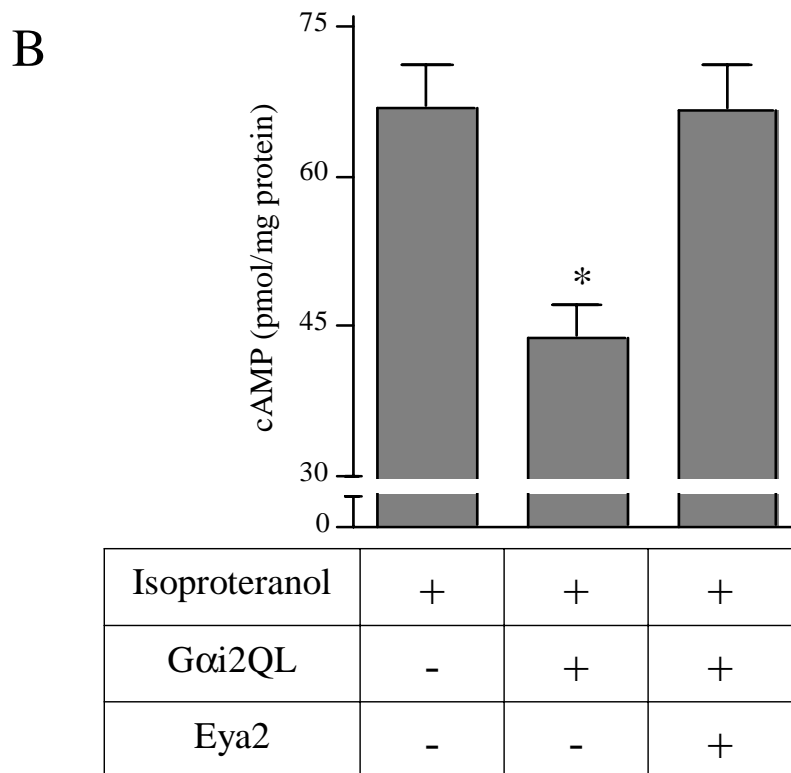 B
cAMP (pmol/mg protein)
75
60
45
30
0
*
Isoproteranol + + +
Gαi2QL - + +
Eya2 - - +